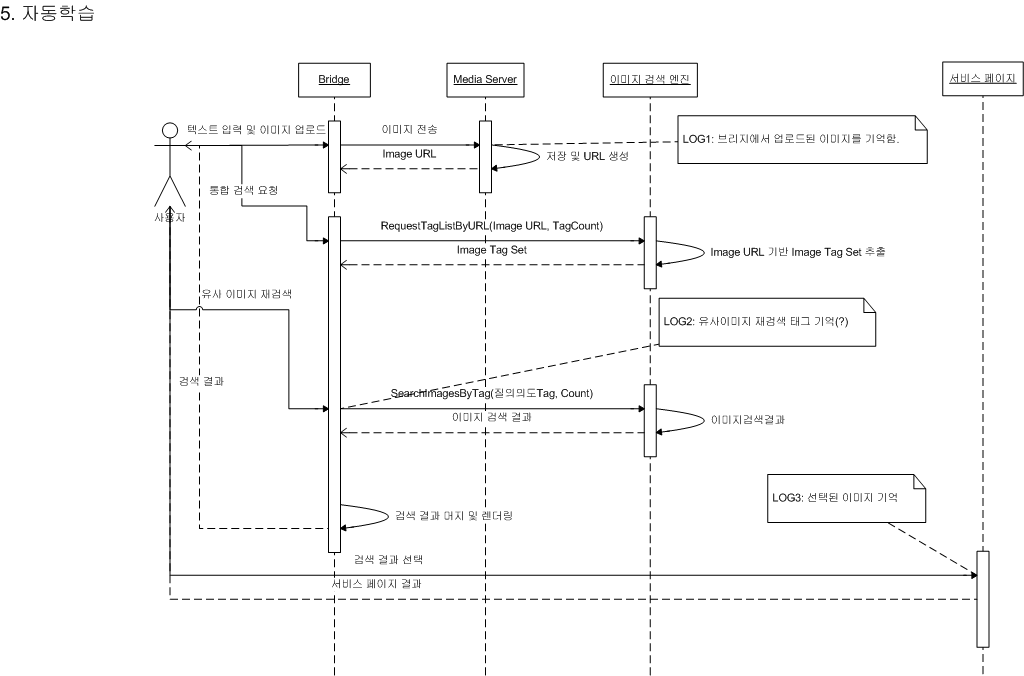 5. 자동학습
Bridge
Media Server
이미지 검색 엔진
서비스 페이지
텍스트 입력 및 이미지 업로드
이미지 전송
LOG1: 브리지에서 업로드된 이미지를 기억함.
Image URL
저장 및 URL 생성
통합 검색 요청
사용자
RequestTagListByURL(Image URL, TagCount)
Image Tag Set
Image URL 기반 Image Tag Set 추출
유사 이미지 재검색
LOG2: 유사이미지 재검색 태그 기억(?)
검색 결과
SearchImagesByTag(질의의도Tag, Count)
이미지 검색 결과
이미지검색결과
LOG3: 선택된 이미지 기억
검색 결과 머지 및 렌더링
검색 결과 선택
서비스 페이지 결과